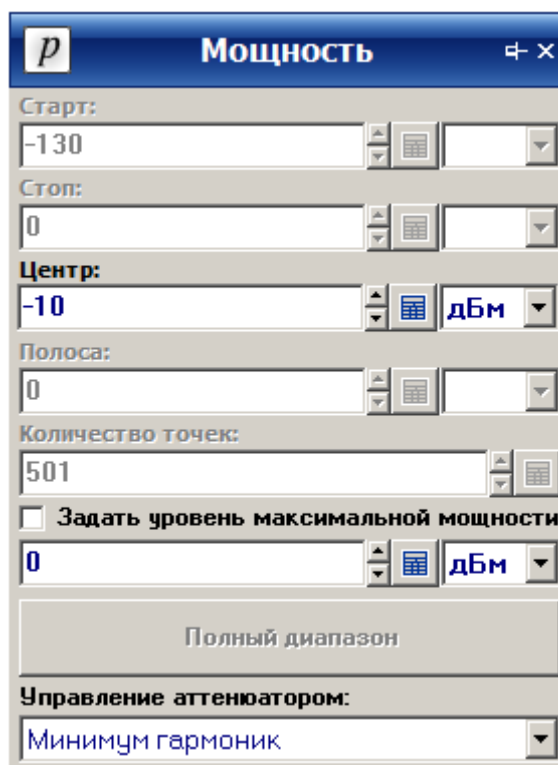 p Мощность
Старт:
-130
Стоп:
0
Центр:
-10 дБм
Полоса:
0
Количество точек:
501
Задать уровень максимальной мощности
0 дБм
Полный диапазон
Управление аттенюатором:
Минимум гармоник